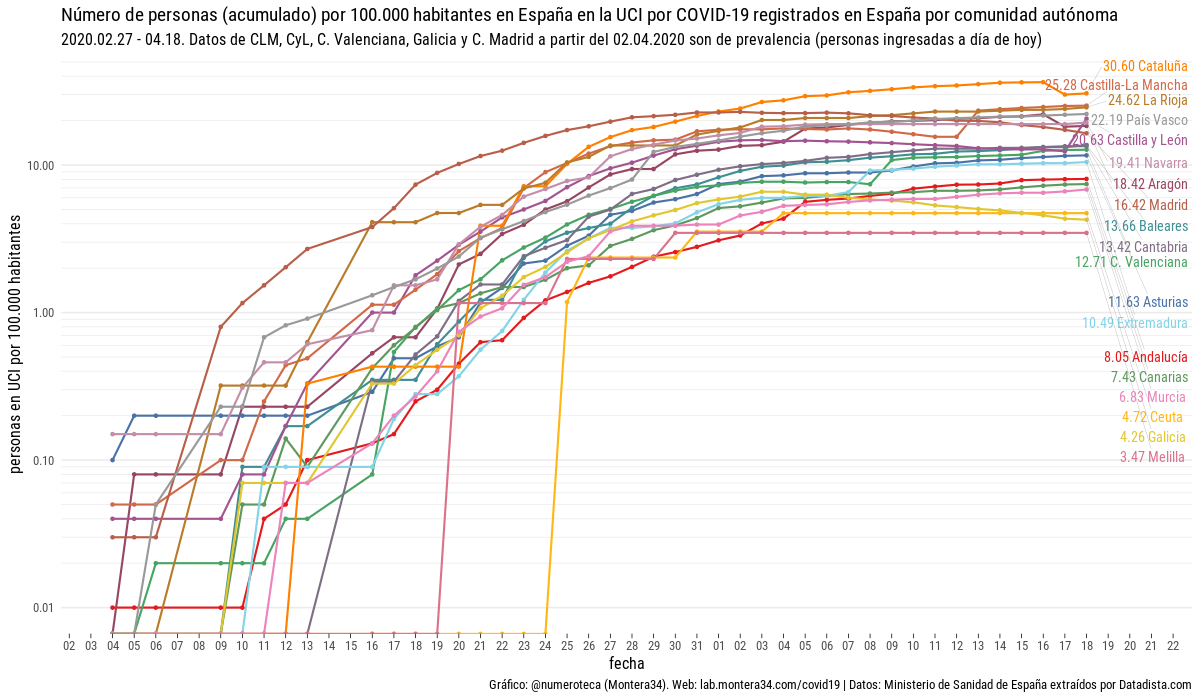 Número de personas (acumulado) por 100.000 habitantes en España en la UCI por COVID-19 registrados en España por comunidad autónoma
2020.02.27 - 04.18. Datos de CLM, CyL, C. Valenciana, Galicia y C. Madrid a partir del 02.04.2020 son de prevalencia (personas ingresadas a día de hoy)
personas en UCI por 100.000 habitantes
10.00
1.00
0.10
0.01
30.60 Cataluña
25.28 Castilla-La Mancha
24.62 La Rioja
22.19 País Vasco
20.63 Castilla y León
19.41 Navarra
18.42 Aragón
16.42 Madrid
13.66 Baleares
13.42 Cantabria
12.71 C. Valenciana
11.63 Asturias
10.49 Extremadura
8.05 Andalucía
7.43 Canarias
6.83 Murcia
4.72 Ceuta
4.26 Galicia
3.47 Melilla
02 03 04 05 06 07 08 09 10 11 12 13 14 15 16 17 18 19 20 21 22 23 24 25 26 27 28 29 30 31 01 02 03 04 05 06 07 08 09 10 11 12 13 14 15 16 17 18 19 20 21 22
fecha
Gráfico: @numeroteca (Montera34). Web: lab.montera34.com/covid19 | Datos: Ministerio de Sanidad de España extraídos por Datadista.com